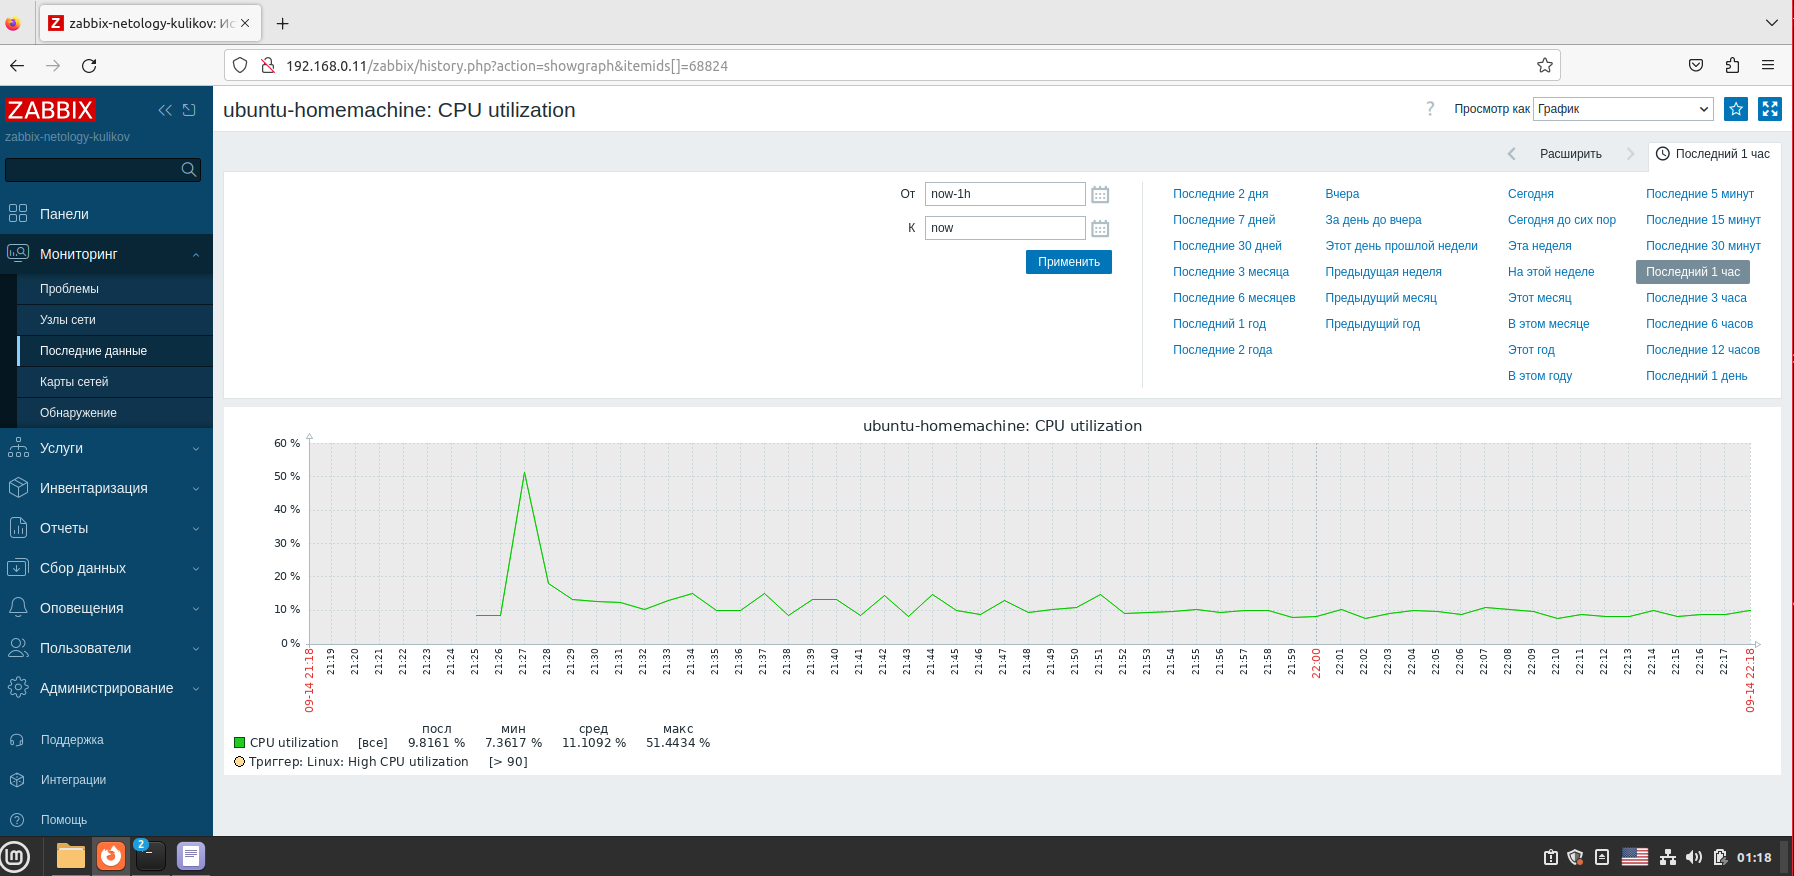 zabbix-netology-kulikov: Ис
192.168.0.11/zabbix/history.php?action=showgraph&itemids[]=68824
ZABBIX
zabbix-netology-kulikov
Панели
Мониторинг
Проблемы
Узлы сети
Последние данные
Карты сетей
Обнаружение
Услуги
Инвентаризация
Отчеты
Сбор данных
Оповещения
Пользователи
Администрирование
Поддержка
Интеграции
Помощь
ubuntu-homemachine: CPU utilization
? Просмотр как График
Расширить Последний 1 час
От now-1h
К now
Применить
Последние 2 дня Вчера Сегодня Последние 5 минут
Последние 7 дней За день до вчера Сегодня до сих пор Последние 15 минут
Последние 30 дней Этот день прошлой недели Эта неделя Последние 30 минут
Последние 3 месяца Предыдущая неделя На этой неделе Последний 1 час
Последние 6 месяцев Предыдущий месяц Этот месяц Последние 3 часа
Последний 1 год Предыдущий год В этом месяце Последние 6 часов
Последние 2 года Этот год Последние 12 часов
В этом году Последний 1 день
ubuntu-homemachine: CPU utilization
60 %
50 %
40 %
30 %
20 %
10 %
0 %
09-14 21:18 21:19 21:20 21:21 21:22 21:23 21:24 21:25 21:26 21:27 21:28 21:29 21:30 21:31 21:32 21:33 21:34 21:35 21:36 21:37 21:38 21:39 21:40 21:41 21:42 21:43 21:44 21:45 21:46 21:47 21:48 21:49 21:50 21:51 21:52 21:53 21:54 21:55 21:56 21:57 21:58 21:59 22:00 22:01 22:02 22:03 22:04 22:05 22:06 22:07 22:08 22:09 22:10 22:11 22:12 22:13 22:14 22:15 22:16 22:17 09-14 22:18
посл мин сред макс
CPU utilization [все] 9.8161 % 7.3617 % 11.1092 % 51.4434 %
Триггер: Linux: High CPU utilization [> 90]
2
01:18